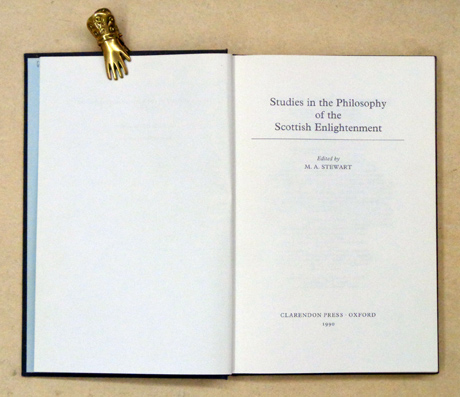 Studies in the Philosophy
of the
Scottish Enlightenment
Edited by
M. A. STEWART
CLARENDON PRESS · OXFORD
1990